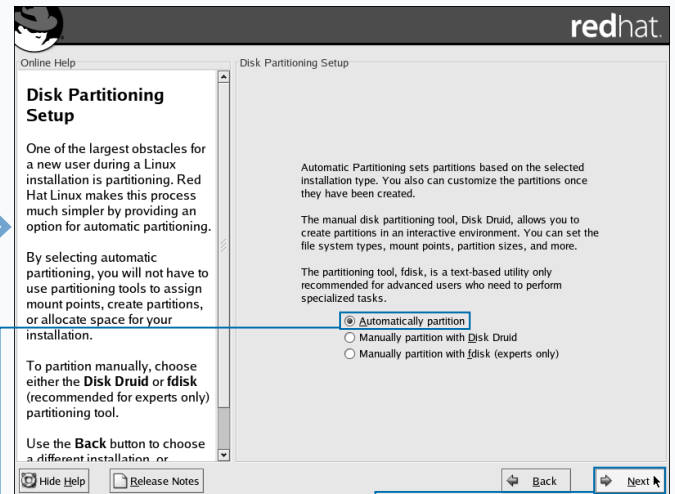 redhat.
Online Help
Disk Partitioning
Setup
One of the largest obstacles for
a new user during a Linux
installation is partitioning. Red
Hat Linux makes this process
much simpler by providing an
option for automatic partitioning.
By selecting automatic
partitioning, you will not have to
use partitioning tools to assign
mount points, create partitions,
or allocate space for your
installation.
To partition manually, choose
either the Disk Druid or fdisk
(recommended for experts only)
partitioning tool.
Use the Back button to choose
a different installation, or
Disk Partitioning Setup
Automatic Partitioning sets partitions based on the selected
installation type. You also can customize the partitions once
they have been created.
The manual disk partitioning tool, Disk Druid, allows you to
create partitions in an interactive environment. You can set the
file system types, mount points, partition sizes, and more.
The partitioning tool, fdisk, is a text-based utility only
recommended for advanced users who need to perform
specialized tasks.
Automatically partition
Manually partition with Disk Druid
Manually partition with fdisk (experts only)
Hide Help
Release Notes
Back
Next